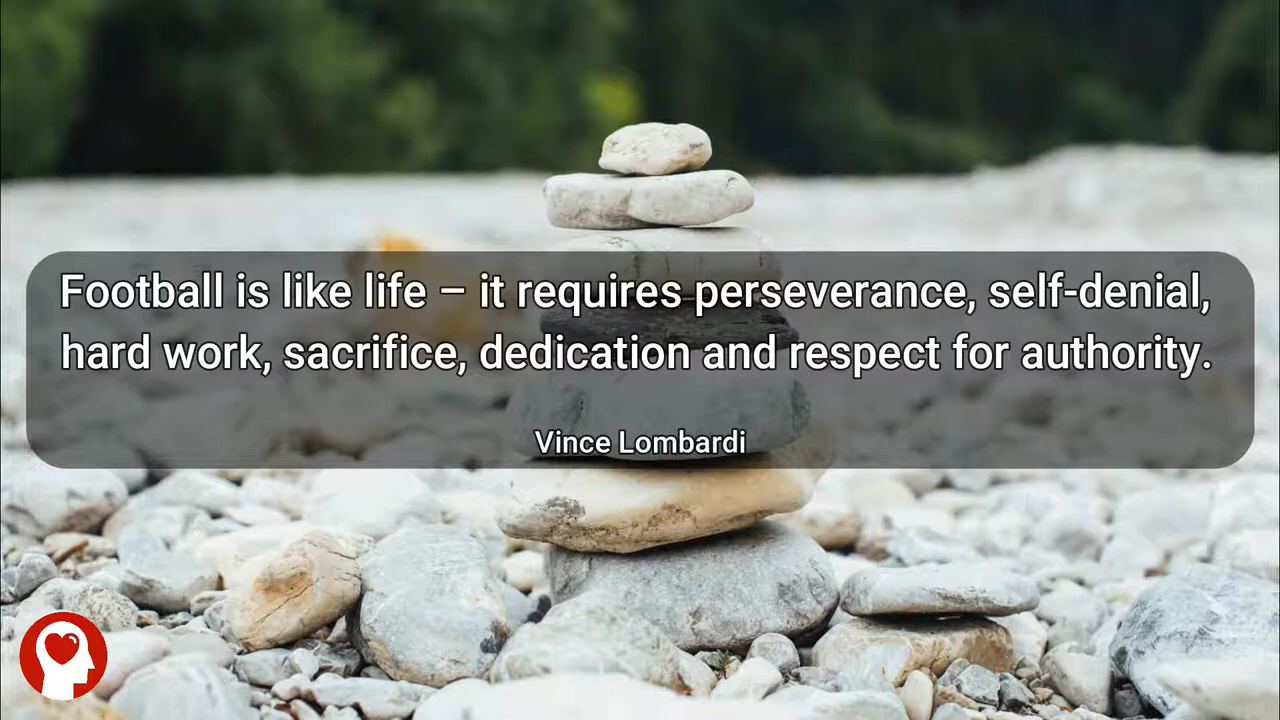 Football is like life – it requires perseverance, self-denial,
hard work, sacrifice, dedication and respect for authority.
Vince Lombardi